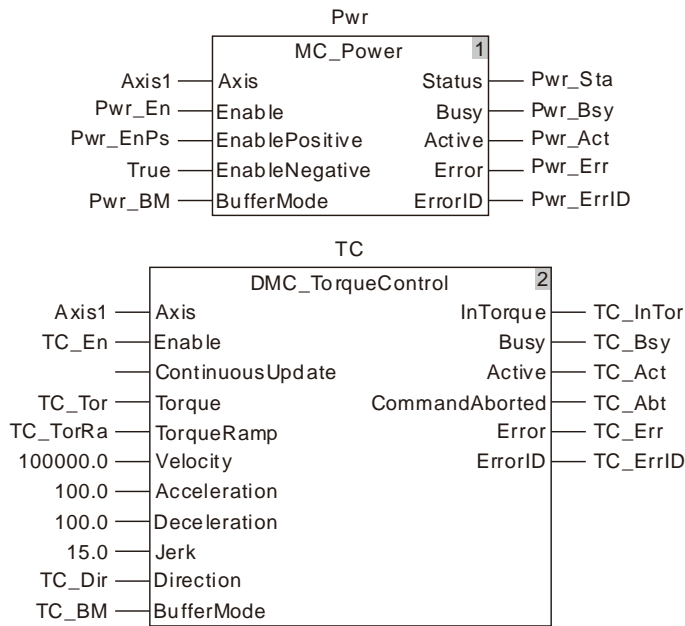 Pwr
MC_Power 1
Axis1 Axis Status Pwr_Sta
Pwr_En Enable Busy Pwr_Bsy
Pwr_EnPs EnablePositive Active Pwr_Act
True EnableNegative Error Pwr_Err
Pwr_BM BufferMode ErrorID Pwr_ErrID
TC
DMC_TorqueControl 2
Axis1 Axis InTorque TC_InTor
TC_En Enable Busy TC_Bsy
ContinuousUpdate Active TC_Act
TC_Tor Torque CommandAborted TC_Abt
TC_TorRa TorqueRamp Error TC_Err
100000.0 Velocity ErrorID TC_ErrID
100.0 Acceleration
100.0 Deceleration
15.0 Jerk
TC_Dir Direction
TC_BM BufferMode